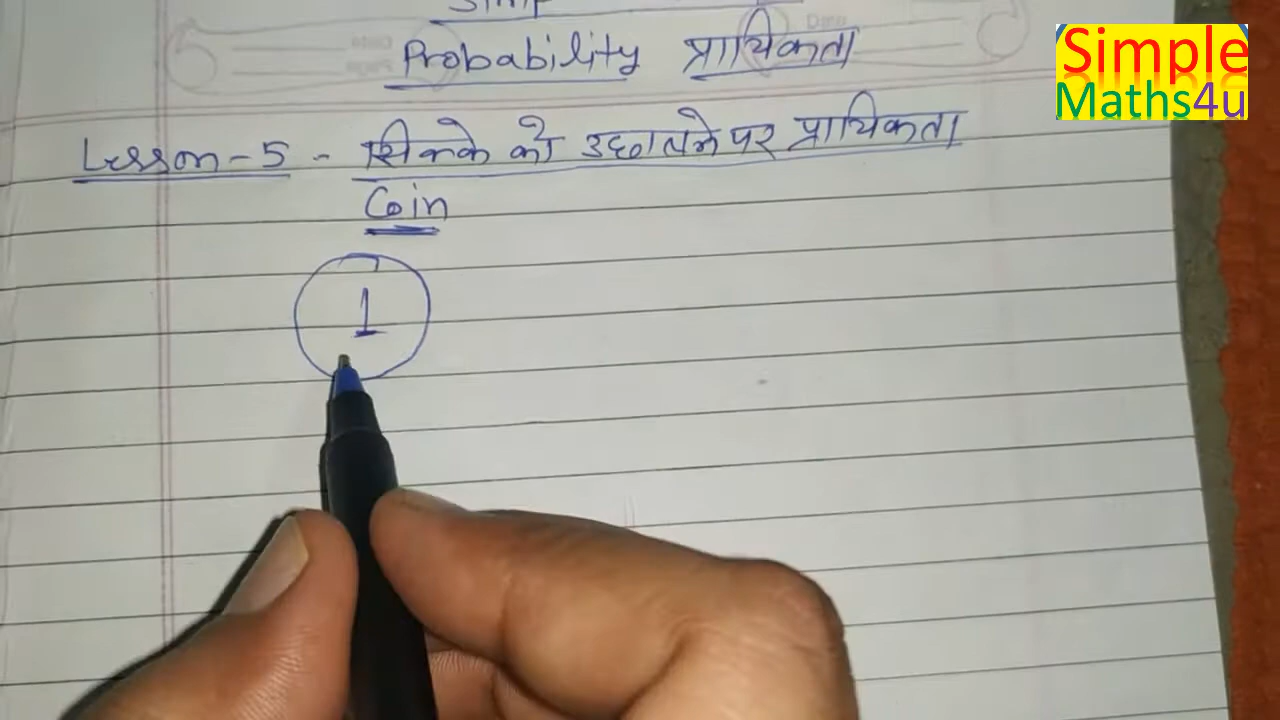 Probability प्रायिकता
Lesson-5 - सिक्के को उछालने पर प्रायिकता
Coin
1
Simple
Maths4u